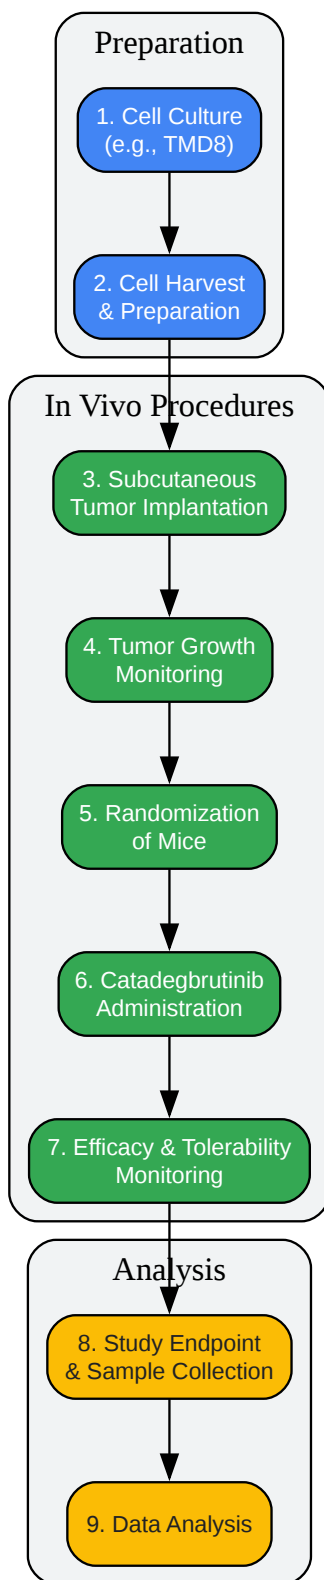 Preparation
1. Cell Culture
(e.g., TMD8)
2. Cell Harvest
& Preparation
In Vivo Procedures
3. Subcutaneous
Tumor Implantation
4. Tumor Growth
Monitoring
5. Randomization
of Mice
6. Catadegbrutinib
Administration
7. Efficacy & Tolerability
Monitoring
Analysis
8. Study Endpoint
& Sample Collection
9. Data Analysis